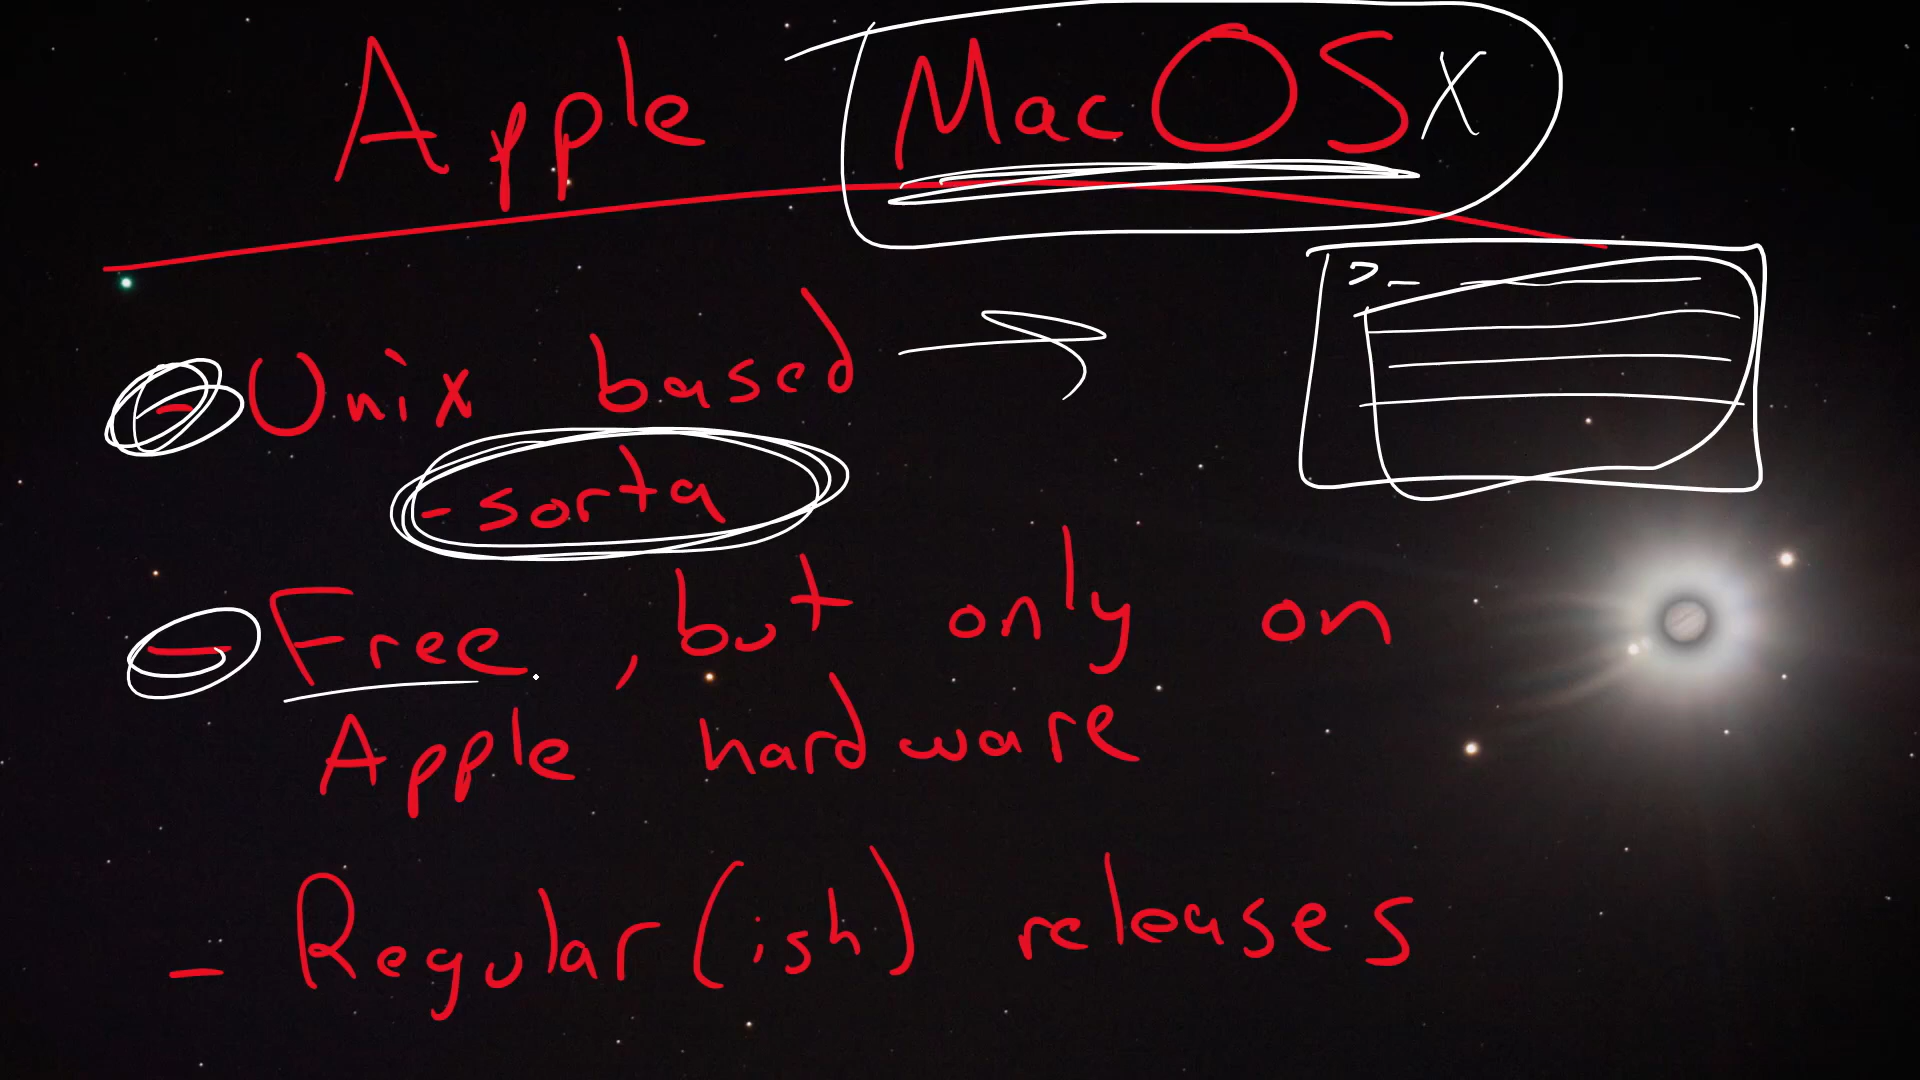 Apple MacOSX
- Unix based
>_
- sorta
- Free, but only on
Apple hardware
- Regular(ish) releases